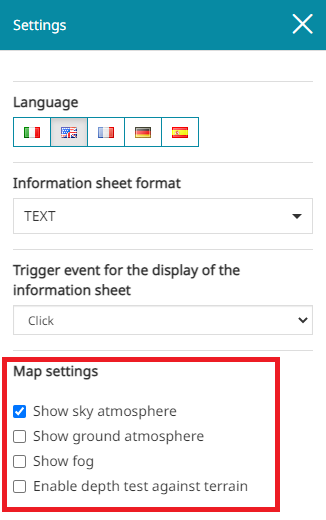 Settings
Language
Information sheet format
TEXT
Trigger event for the display of the
information sheet
Click
Map settings
Show sky atmosphere
Show ground atmosphere
Show fog
Enable depth test against terrain